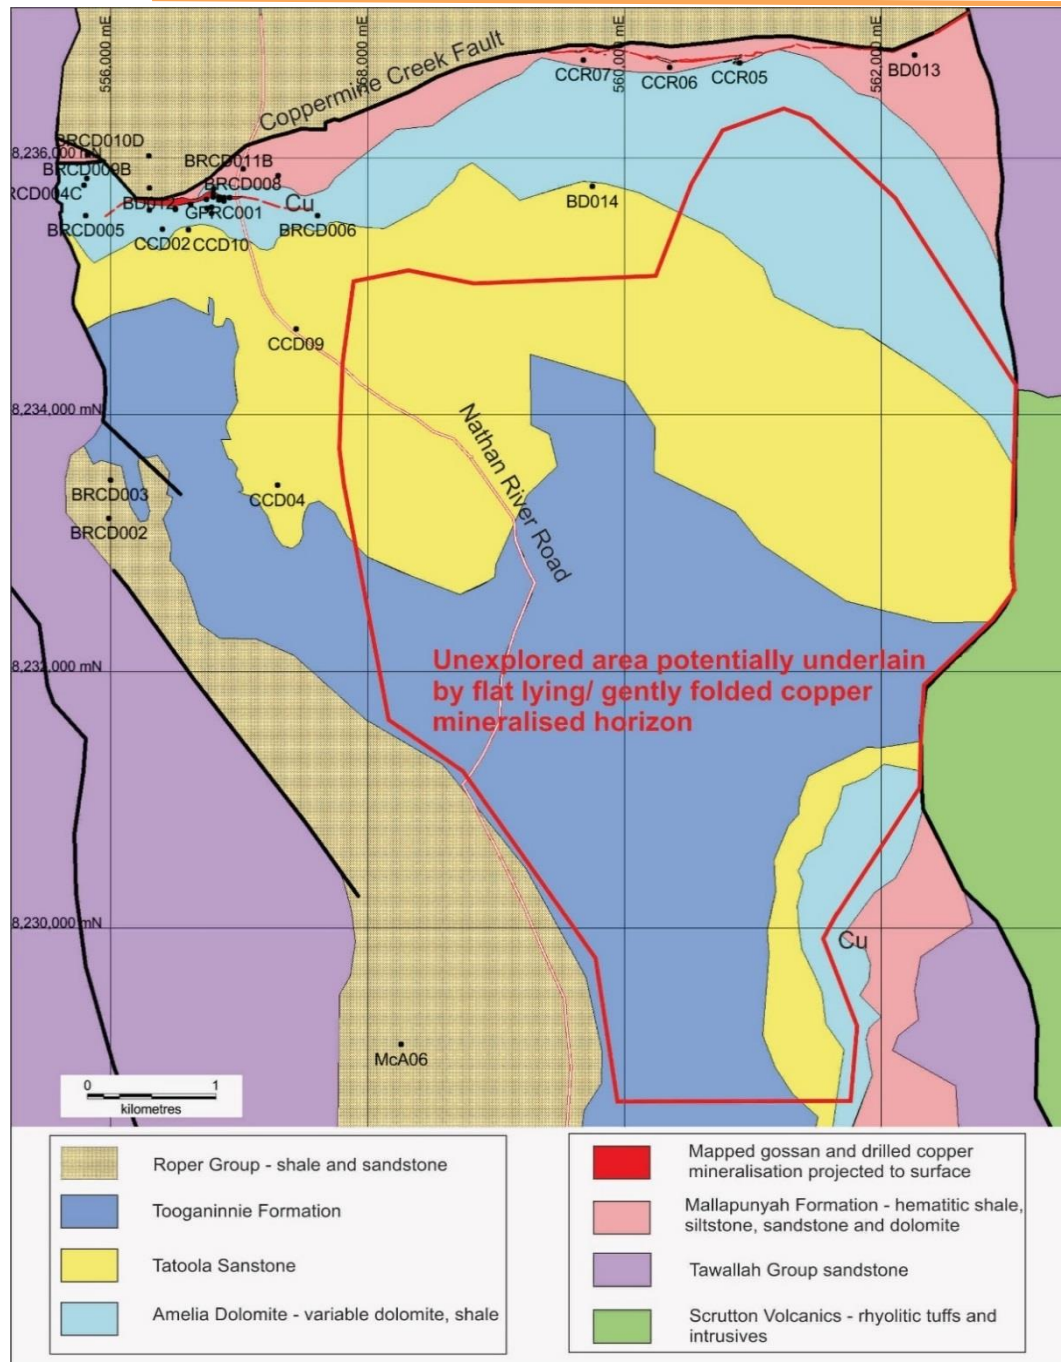 556,000 mE
558,000 mE
560,000 mE
562,000 mE
Coppermine Creek Fault
CCR07
CCR06
CCR05
BD013
BRCD010D
8,236,000 mN
BRCD009B
BRCD011B
RCD004C
BRCD008
Cu
BD014
BD012
GPRC001
BRCD005
CCD02
CCD10
BRCD006
CCD09
8,234,000 mN
Nathan River Road
BRCD003
CCD04
BRCD002
8,232,000 mN
Unexplored area potentially underlain
by flat lying/ gently folded copper
mineralised horizon
8,230,000 mN
Cu
McA06
0 1
kilometres
Roper Group - shale and sandstone
Tooganinnie Formation
Tatoola Sanstone
Amelia Dolomite - variable dolomite, shale
Mapped gossan and drilled copper
mineralisation projected to surface
Mallapunyah Formation - hematitic shale,
siltstone, sandstone and dolomite
Tawallah Group sandstone
Scrutton Volcanics - rhyolitic tuffs and
intrusives